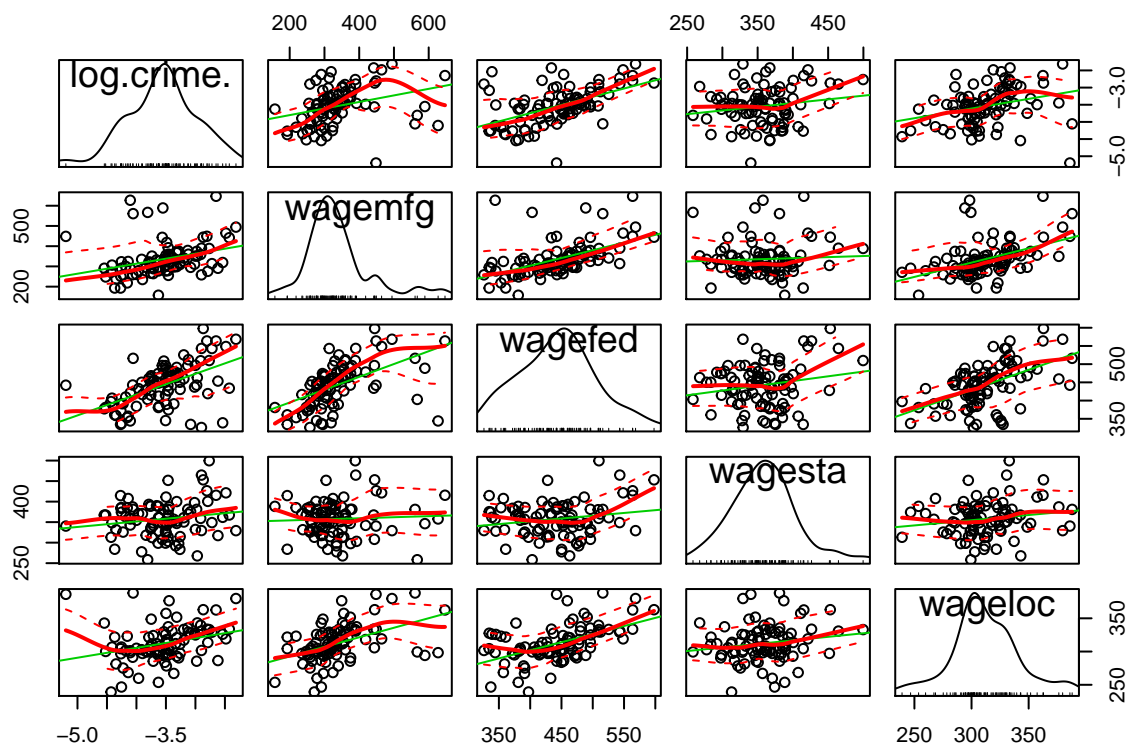 200 400 600
250 350 450
log.crime.
−5.0 −3.0
200 500
wagemfg
wagefed
350 500
250 400
wagesta
wageloc
250 350
−5.0 −3.5
350 450 550
300 350